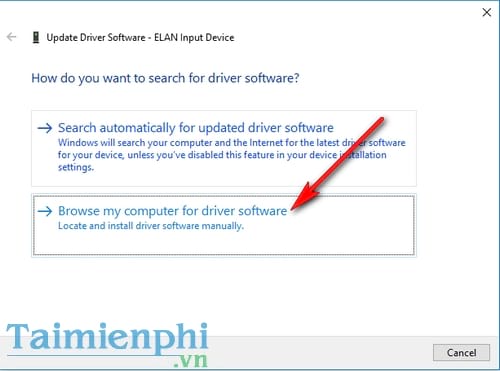 Update Driver Software - ELAN Input Device
How do you want to search for driver software?
Search automatically for updated driver software
Windows will search your computer and the Internet for the latest driver software
for your device, unless you've disabled this feature in your device installation
settings.
Browse my computer for driver software
Locate and install driver software manually.
Taimienphi
.vn
Cancel